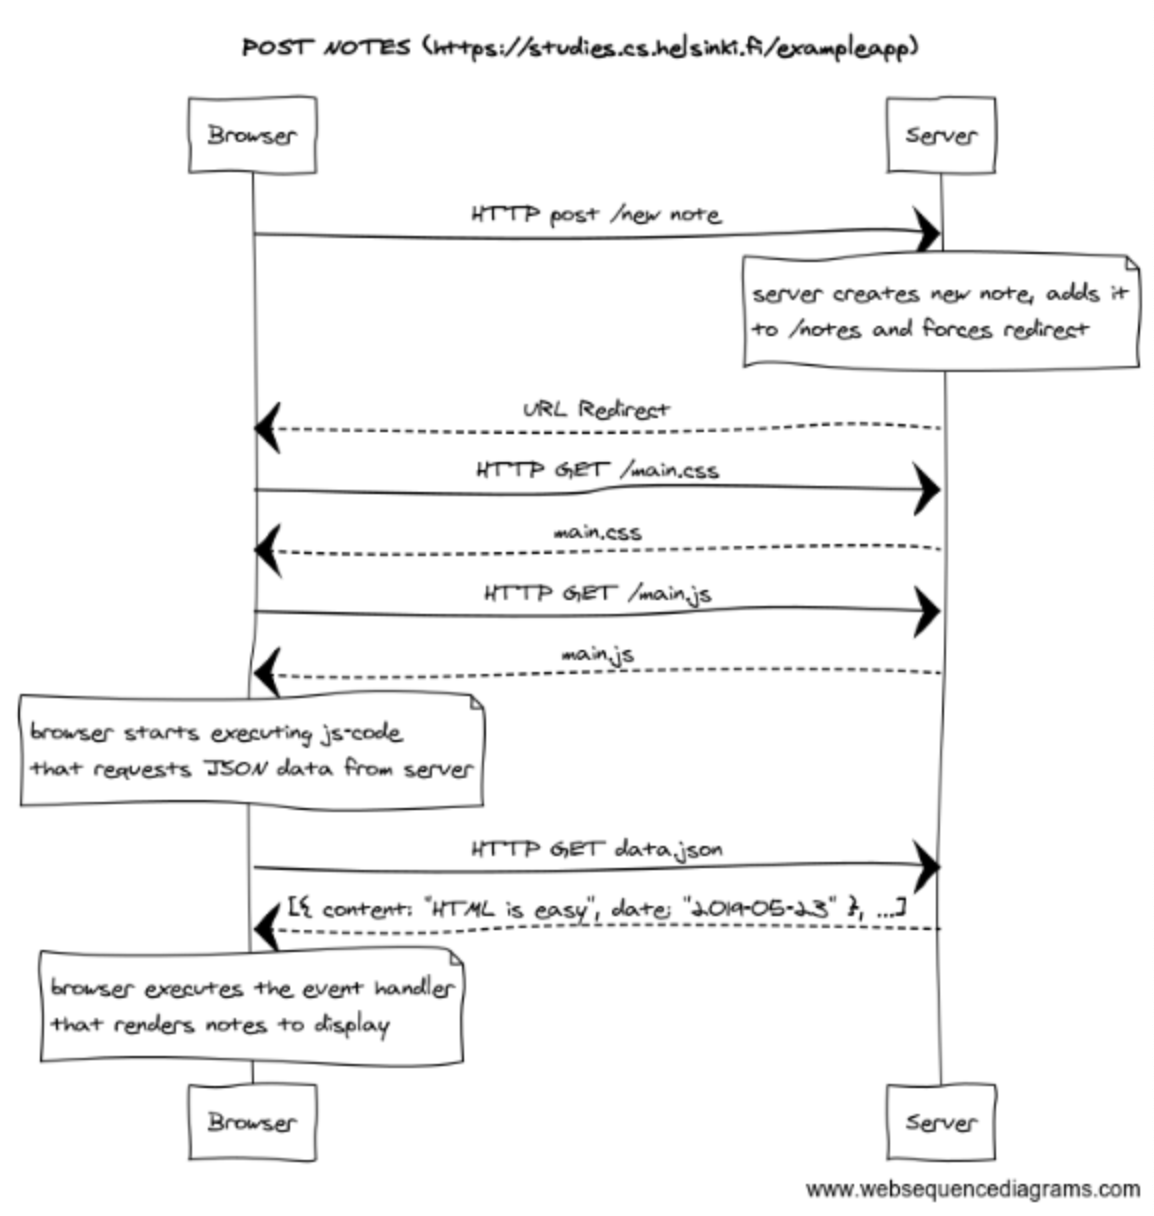 POST NOTES (https://studies.cs.helsinki.fi/exampleapp)
Browser
Server
HTTP post /new note
server creates new note, adds it
to /notes and forces redirect
URL Redirect
HTTP GET /main.css
main.css
HTTP GET /main.js
main.js
browser starts executing js-code
that requests JSON data from server
HTTP GET data.json
[{ content: "HTML is easy", date: "2019-05-23" }, ...]
browser executes the event handler
that renders notes to display
Browser
Server
www.websequencediagrams.com